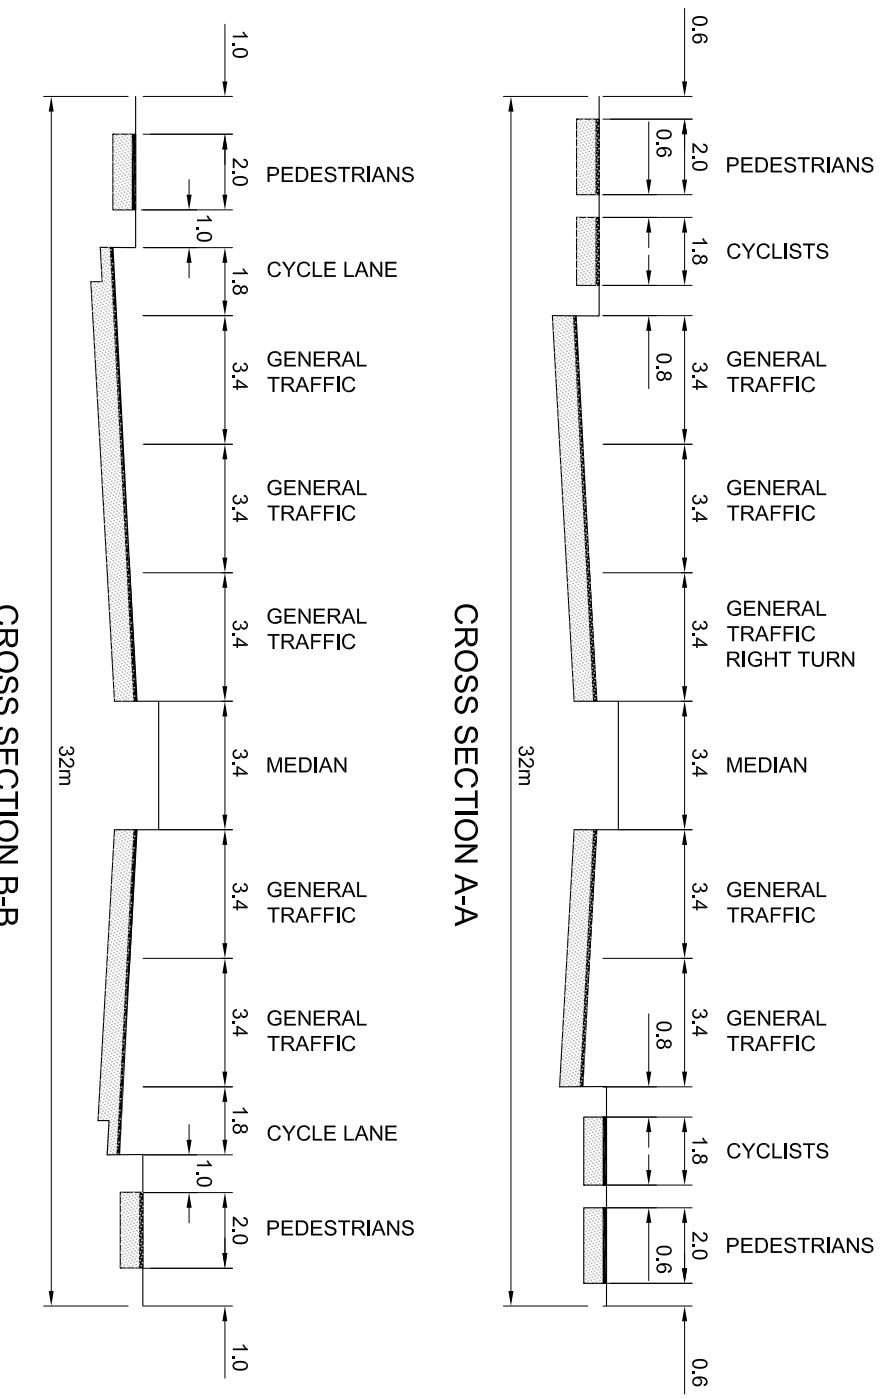 PEDESTRIANS
CYCLISTS
GENERAL
TRAFFIC
GENERAL
TRAFFIC
GENERAL
TRAFFIC
RIGHT TURN
MEDIAN
GENERAL
TRAFFIC
GENERAL
TRAFFIC
CYCLISTS
PEDESTRIANS
0.6
2.0
1.8
3.4
3.4
3.4
3.4
3.4
3.4
1.8
2.0
0.6
0.6
0.8
0.8
0.6
32m
CROSS SECTION A-A
PEDESTRIANS
CYCLE LANE
GENERAL
TRAFFIC
GENERAL
TRAFFIC
GENERAL
TRAFFIC
MEDIAN
GENERAL
TRAFFIC
GENERAL
TRAFFIC
CYCLE LANE
PEDESTRIANS
1.0
2.0
1.8
3.4
3.4
3.4
3.4
3.4
3.4
1.8
2.0
1.0
1.0
1.0
32m
CROSS SECTION B-B